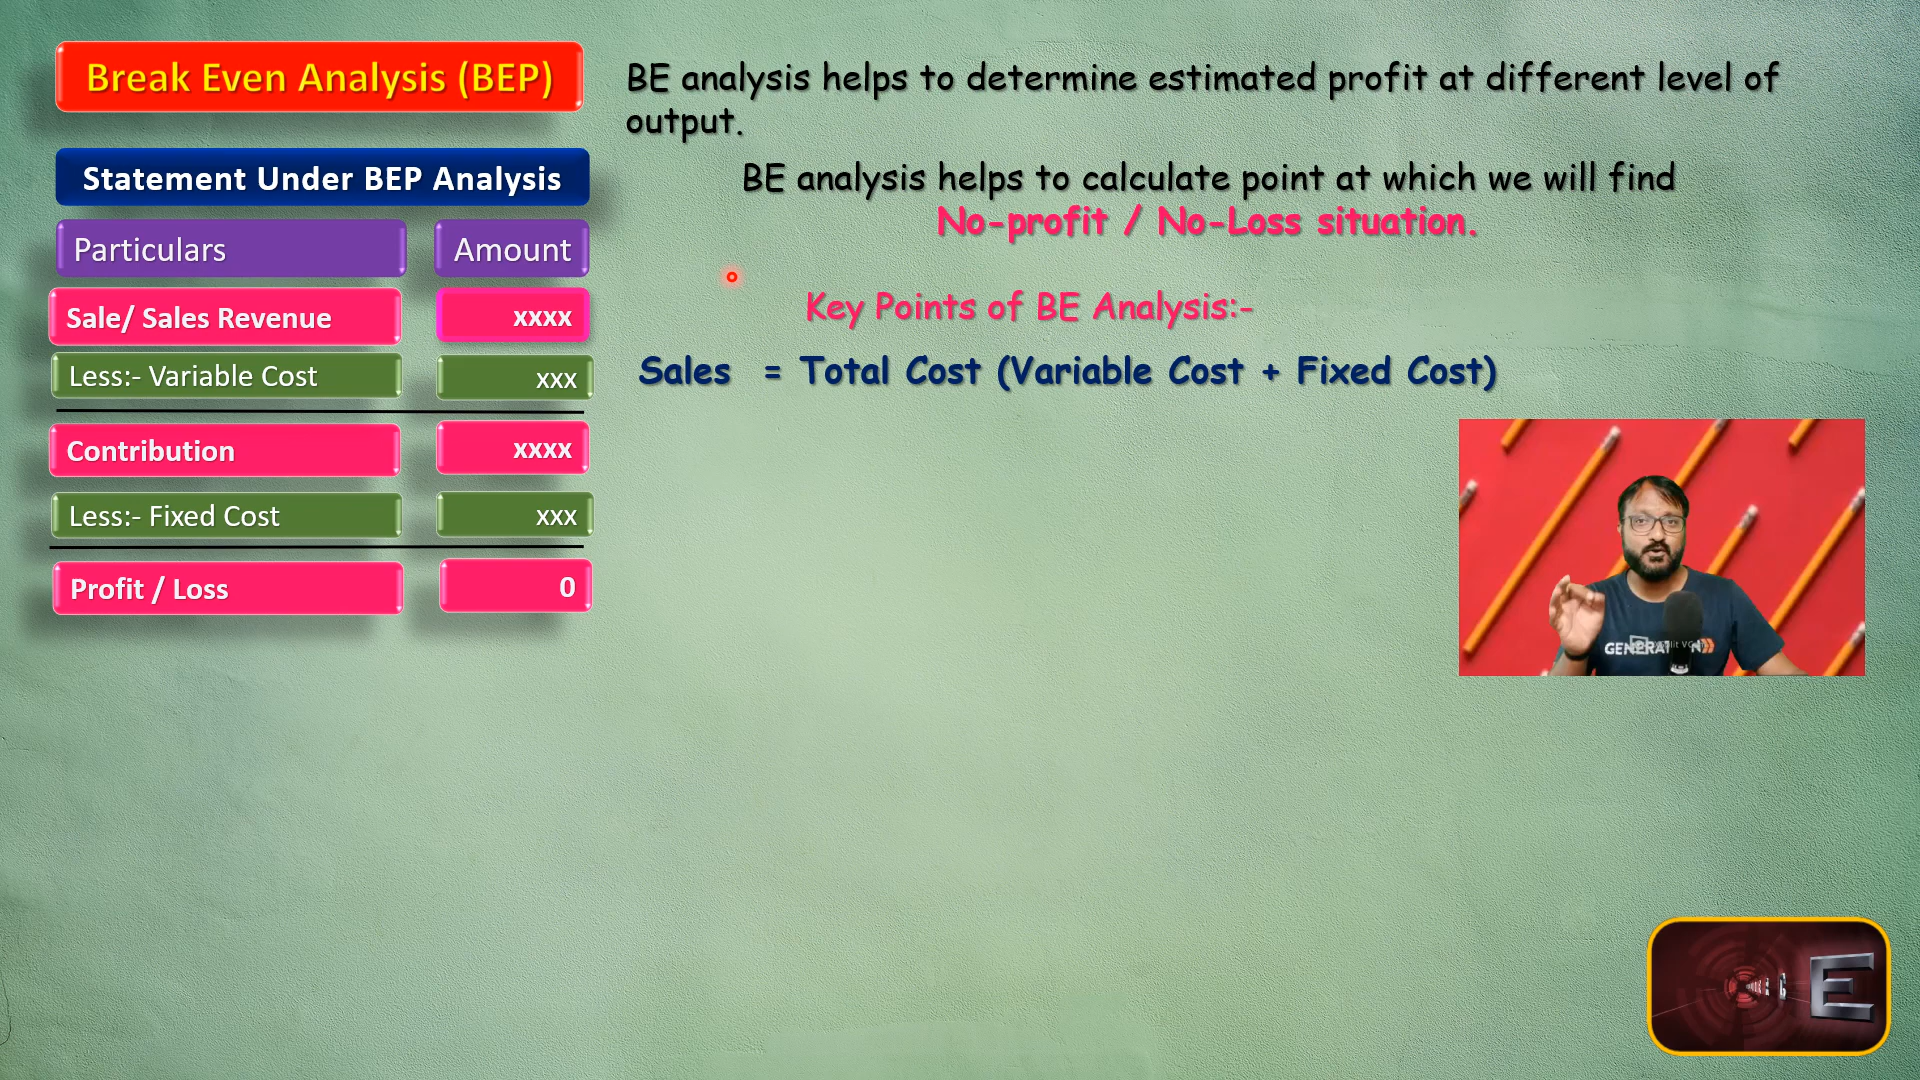 Break Even Analysis (BEP)
BE analysis helps to determine estimated profit at different level of
output.
BE analysis helps to calculate point at which we will find
No-profit / No-Loss situation.
Statement Under BEP Analysis
Particulars Amount
Sale/ Sales Revenue xxxx
Less:- Variable Cost xxx
Contribution xxxx
Less:- Fixed Cost xxx
Profit / Loss 0
Key Points of BE Analysis:-
Sales = Total Cost (Variable Cost + Fixed Cost)
E